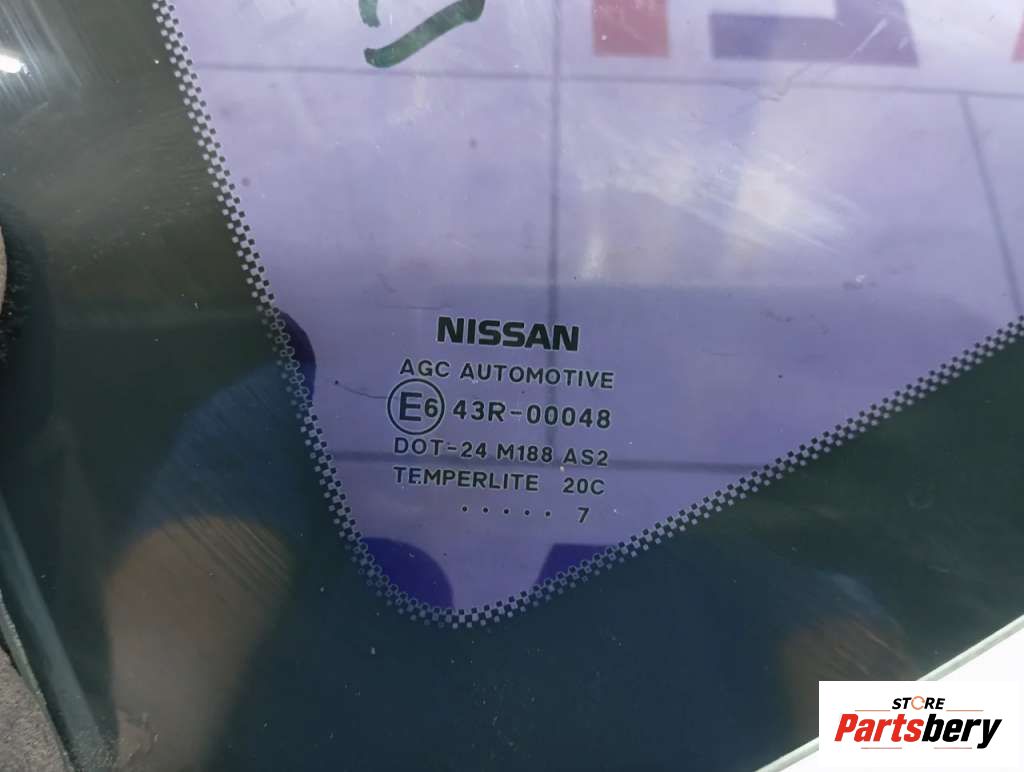 NISSAN
AGC AUTOMOTIVE
E6 43R-00048
DOT-24 M188 AS2
TEMPERLITE 20C
. . . . . 7
STORE
Partsbery